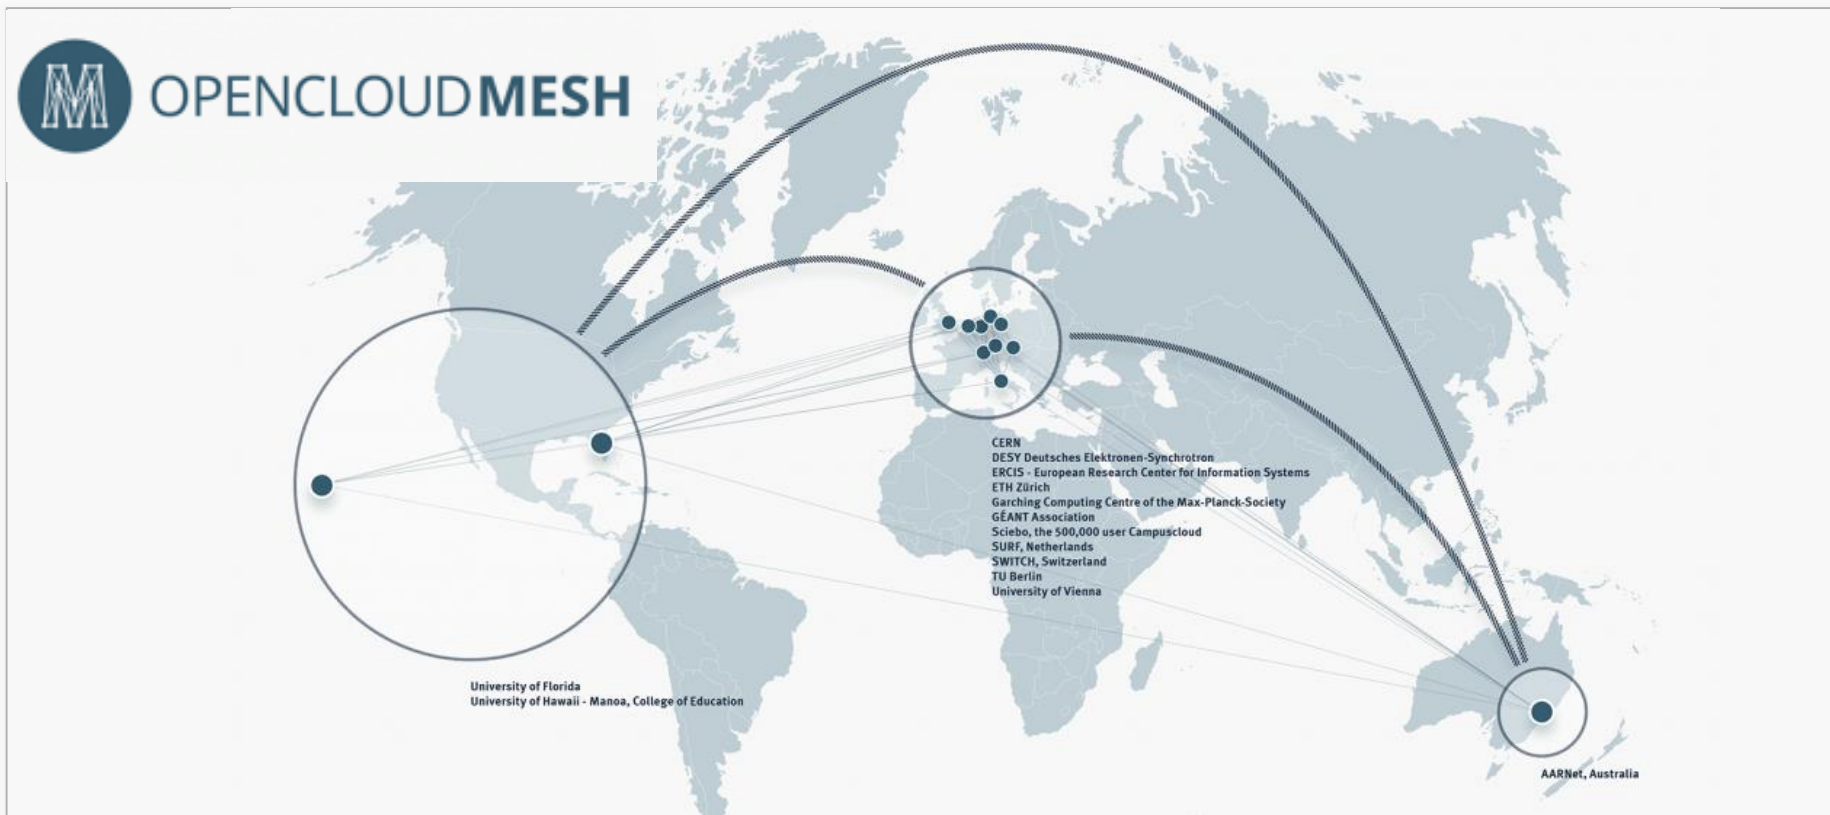 OPENCLOUDMESH
CERN
DESY Deutsches Elektronen-Synchrotron
ERCIS - European Research Center for Information Systems
ETH Zürich
Garching Computing Centre of the Max-Planck-Society
GÉANT Association
Sciebo, the 500,000 user Campuscloud
SURF, Netherlands
SWITCH, Switzerland
TU Berlin
University of Vienna
University of Florida
University of Hawaii - Manoa, College of Education
AARNet, Australia